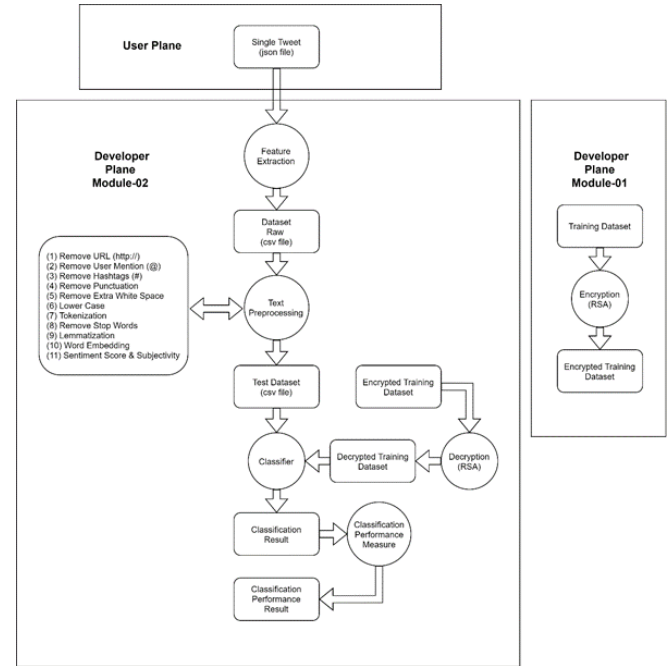 User Plane
Single Tweet
(json file)
Developer
Plane
Module-02
Feature
Extraction
Dataset
Raw
(csv file)
(1) Remove URL (http://)
(2) Remove User Mention (@)
(3) Remove Hashtags (#)
(4) Remove Punctuation
(5) Remove Extra White Space
(6) Lower Case
(7) Tokenization
(8) Remove Stop Words
(9) Lemmatization
(10) Word Embedding
(11) Sentiment Score & Subjectivity
Text
Preprocessing
Test Dataset
(csv file)
Encrypted Training
Dataset
Classifier
Decrypted Training
Dataset
Decryption
(RSA)
Classification
Result
Classification
Performance
Measure
Classification
Performance
Result
Developer
Plane
Module-01
Training Dataset
Encryption
(RSA)
Encrypted Training
Dataset